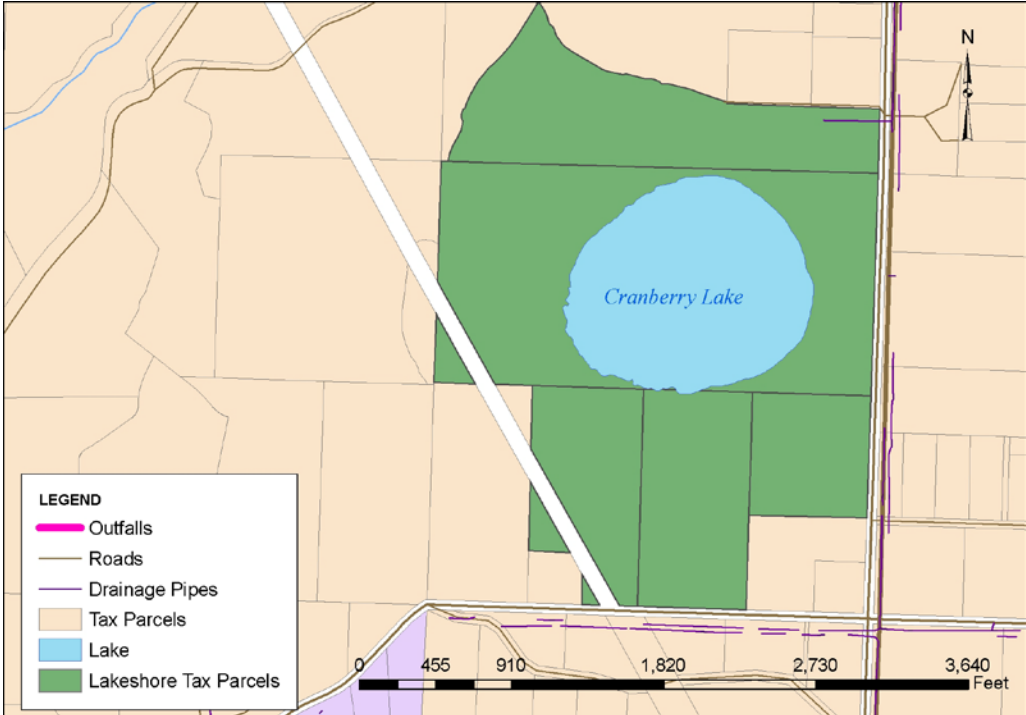 N
Cranberry Lake
LEGEND
Outfalls
Roads
Drainage Pipes
Tax Parcels
Lake
Lakeshore Tax Parcels
0 455 910 1,820 2,730 3,640
Feet